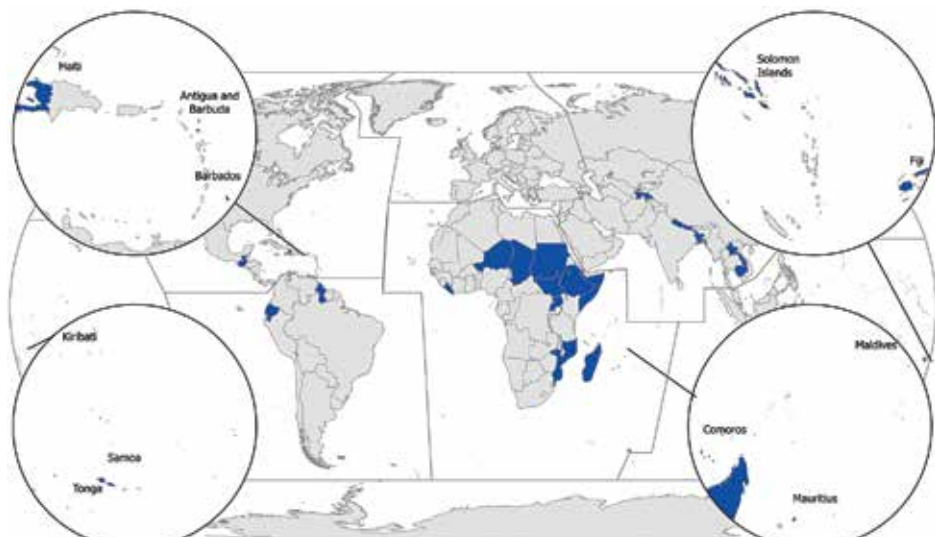 Haiti
Antigua and
Barbuda
Barbados
Solomon
Islands
Fiji
Kiribati
Samoa
Tonga
Maldives
Comoros
Mauritius